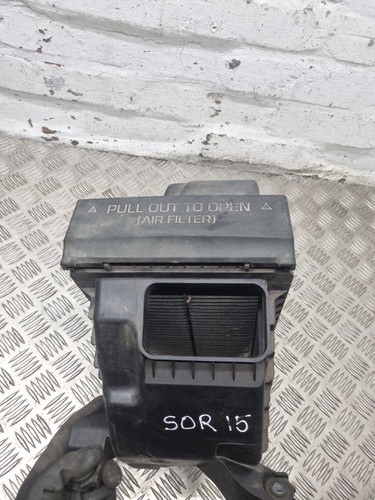 PULL OUT TO OPEN
[AIR FILTER]
SOR 15